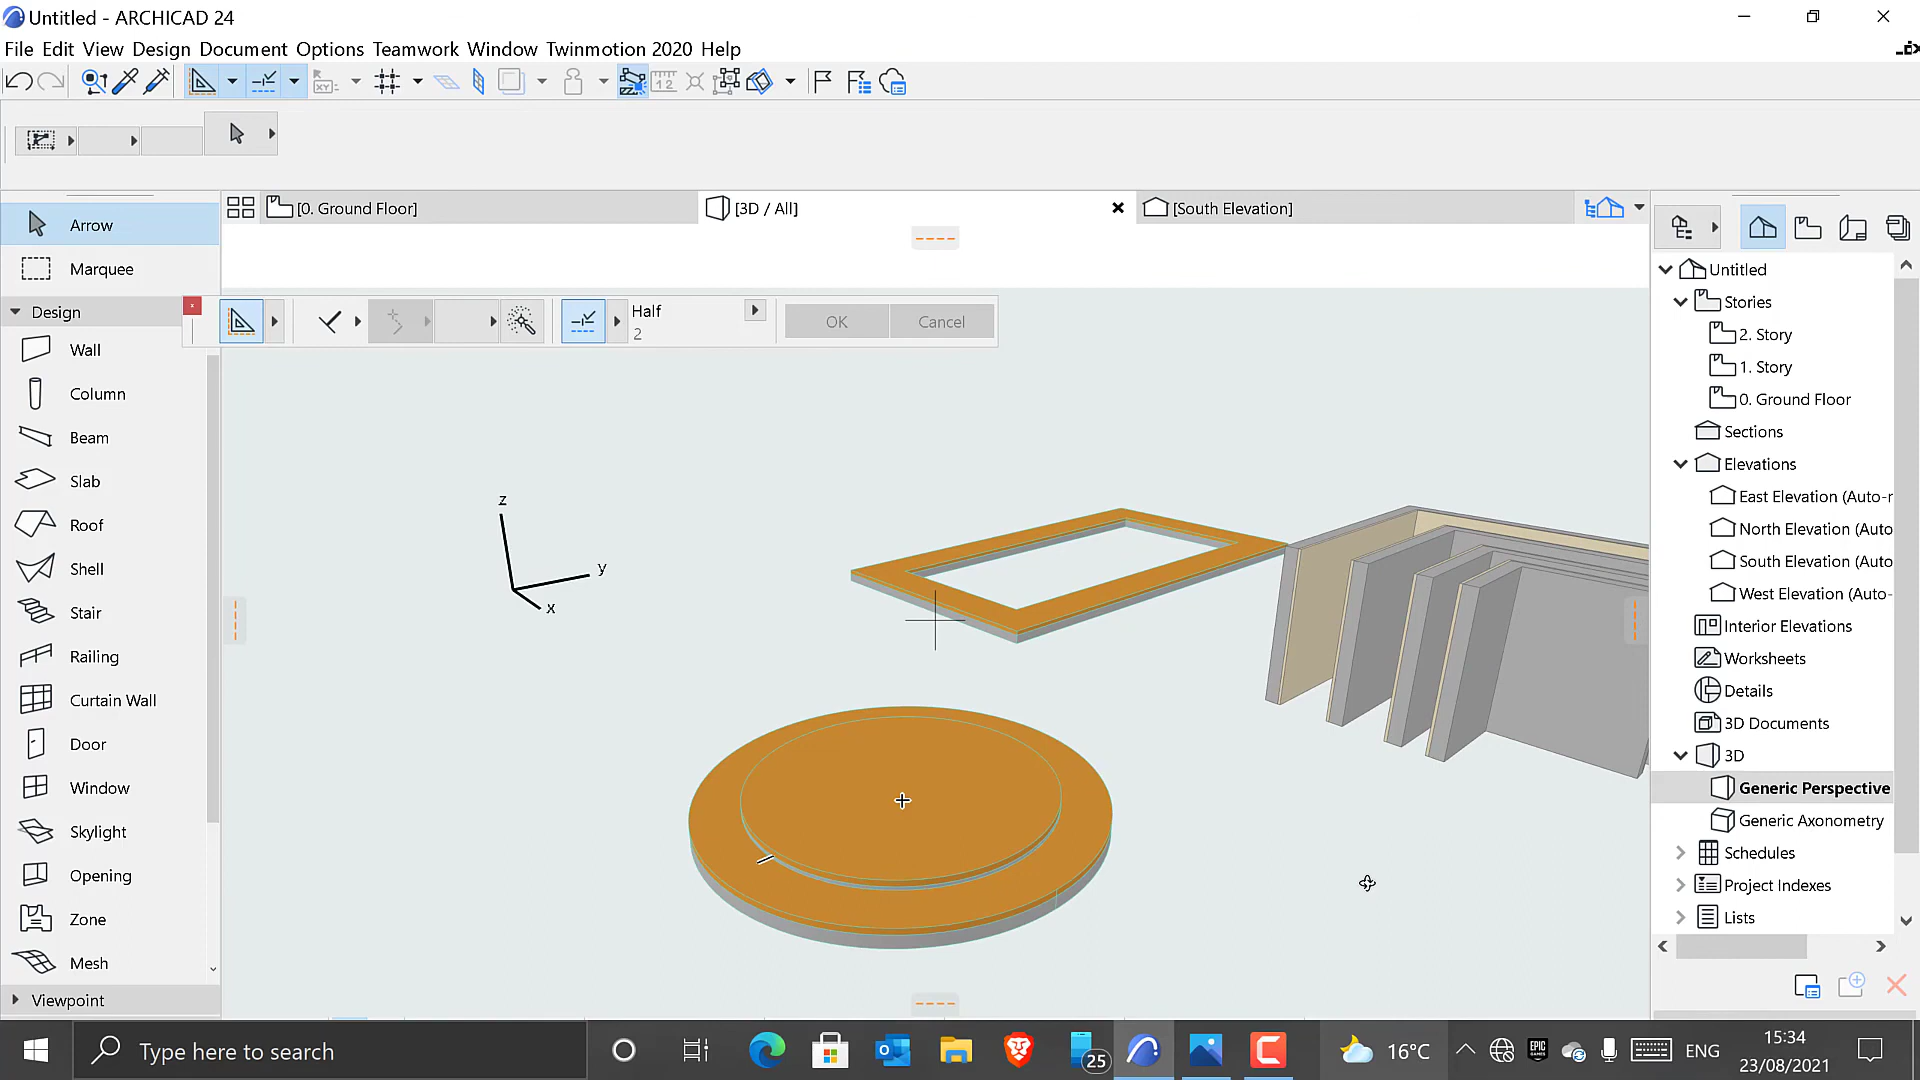 Untitled - ARCHICAD 24
File Edit View Design Document Options Teamwork Window Twinmotion 2020 Help
[0. Ground Floor]
[3D / All]
[South Elevation]
Arrow
Marquee
Design
Wall
Column
Beam
Slab
Roof
Shell
Stair
Railing
Curtain Wall
Door
Window
Skylight
Opening
Zone
Mesh
Viewpoint
Half
2
OK
Cancel
z
y
x
Untitled
Stories
2. Story
1. Story
0. Ground Floor
Sections
Elevations
East Elevation (Auto-r
North Elevation (Auto
South Elevation (Auto
West Elevation (Auto-
Interior Elevations
Worksheets
Details
3D Documents
3D
Generic Perspective
Generic Axonometry
Schedules
Project Indexes
Lists
Type here to search
25
16°C
EPIC
GAMES
ENG
15:34
23/08/2021